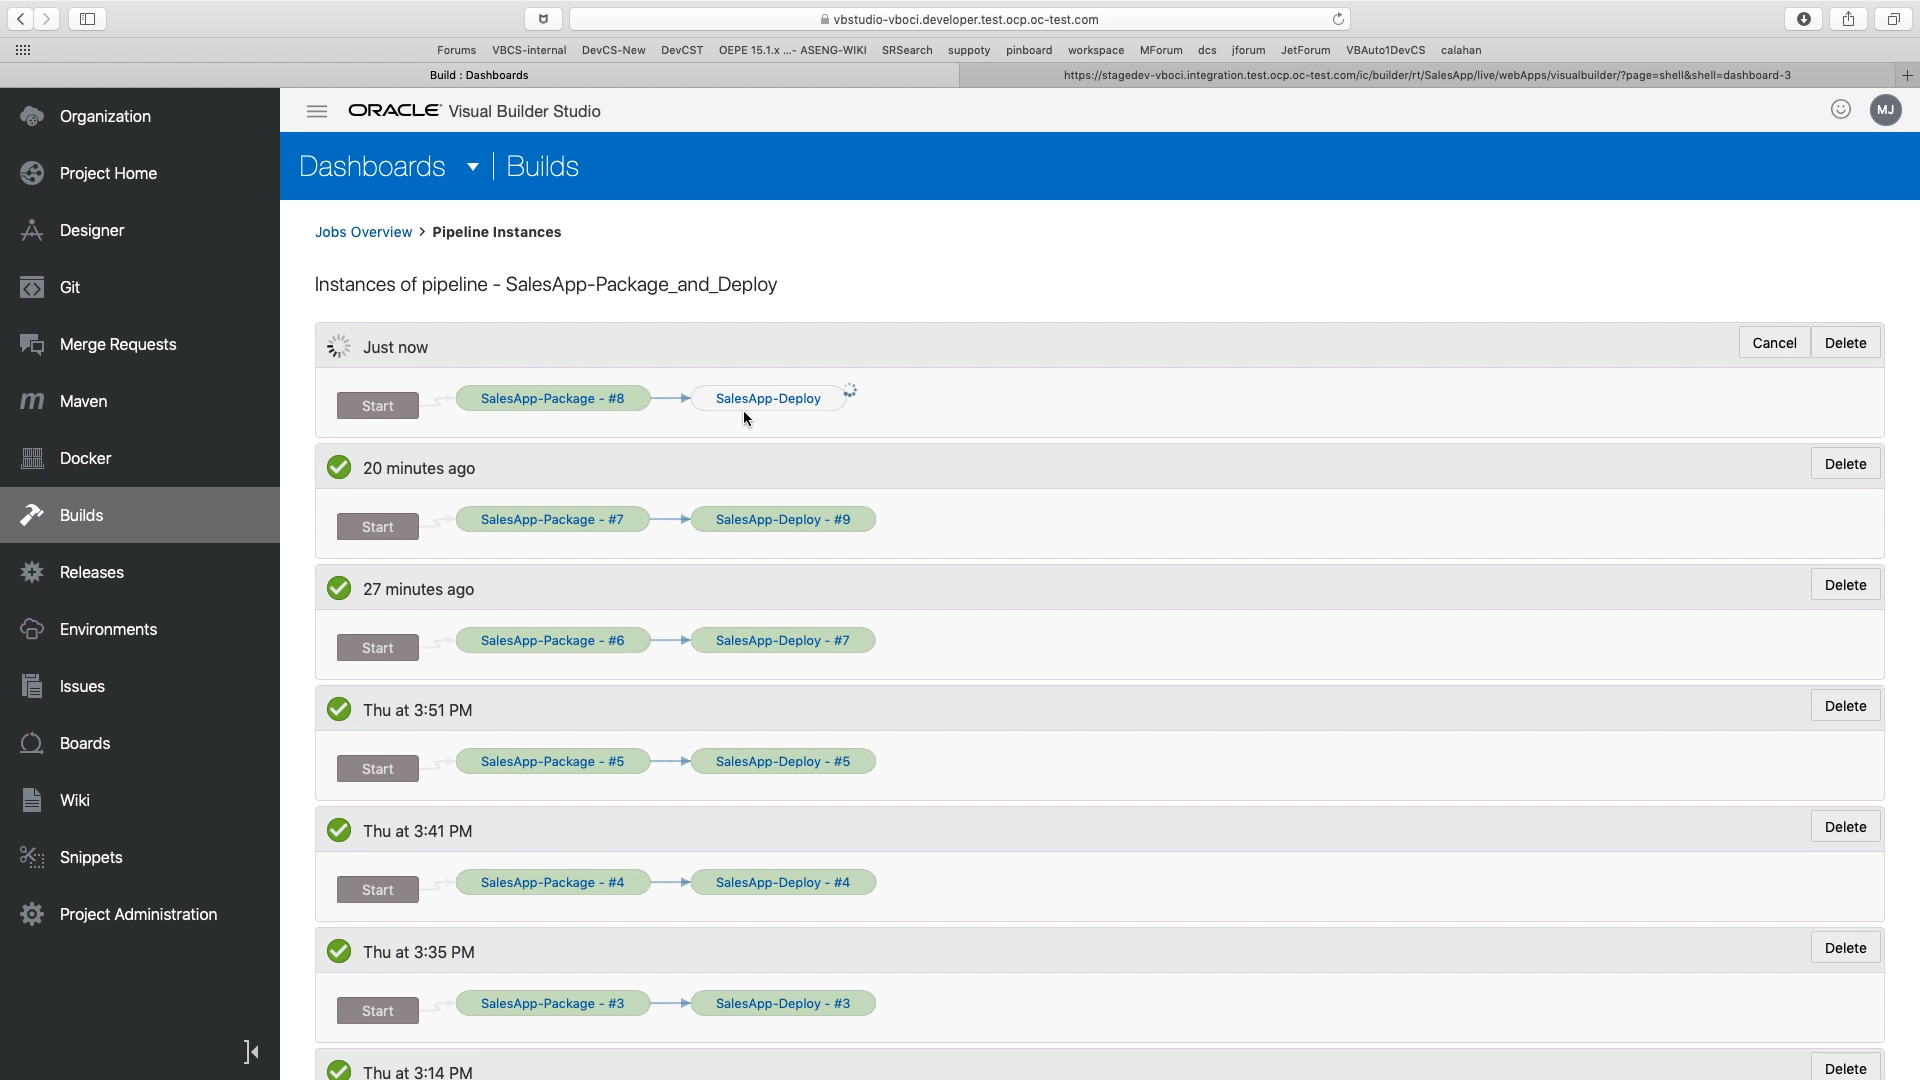 vbstudio-vboci.developer.test.ocp.oc-test.com
Forums VBCS-internal DevCS-New DevCST OEPE 15.1.x ...- ASENG-WIKI SRSearch suppoty pinboard workspace MForum dcs jforum JetForum VBAuto1DevCS calahan
Build : Dashboards
https://stagedev-vboci.integration.test.ocp.oc-test.com/ic/builder/rt/SalesApp/live/webApps/visualbuilder/?page=shell&shell=dashboard-3
Organization
Project Home
Designer
Git
Merge Requests
Maven
Docker
Builds
Releases
Environments
Issues
Boards
Wiki
Snippets
Project Administration
ORACLE Visual Builder Studio
MJ
Dashboards | Builds
Jobs Overview > Pipeline Instances
Instances of pipeline - SalesApp-Package_and_Deploy
Just now Cancel Delete
Start SalesApp-Package - #8 SalesApp-Deploy
20 minutes ago Delete
Start SalesApp-Package - #7 SalesApp-Deploy - #9
27 minutes ago Delete
Start SalesApp-Package - #6 SalesApp-Deploy - #7
Thu at 3:51 PM Delete
Start SalesApp-Package - #5 SalesApp-Deploy - #5
Thu at 3:41 PM Delete
Start SalesApp-Package - #4 SalesApp-Deploy - #4
Thu at 3:35 PM Delete
Start SalesApp-Package - #3 SalesApp-Deploy - #3
Thu at 3:14 PM Delete